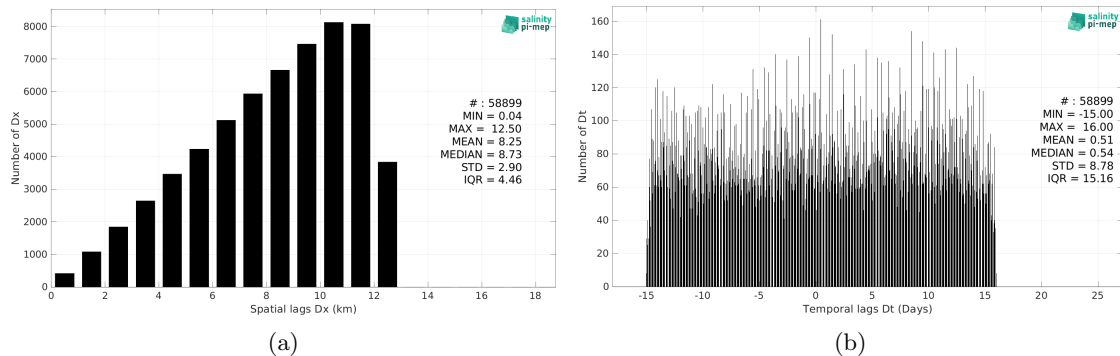 8000
7000
6000
5000
4000
3000
2000
1000
0
Number of Dx
0 2 4 6 8 10 12 14 16 18
Spatial lags Dx (km)
salinity
pi-mep
# : 58899
MIN = 0.04
MAX = 12.50
MEAN = 8.25
MEDIAN = 8.73
STD = 2.90
IQR = 4.46
(a)
160
140
120
100
80
60
40
20
0
Number of Dt
-15 -10 -5 0 5 10 15 20 25
Temporal lags Dt (Days)
salinity
pi-mep
# : 58899
MIN = -15.00
MAX = 16.00
MEAN = 0.51
MEDIAN = 0.54
STD = 8.78
IQR = 15.16
(b)